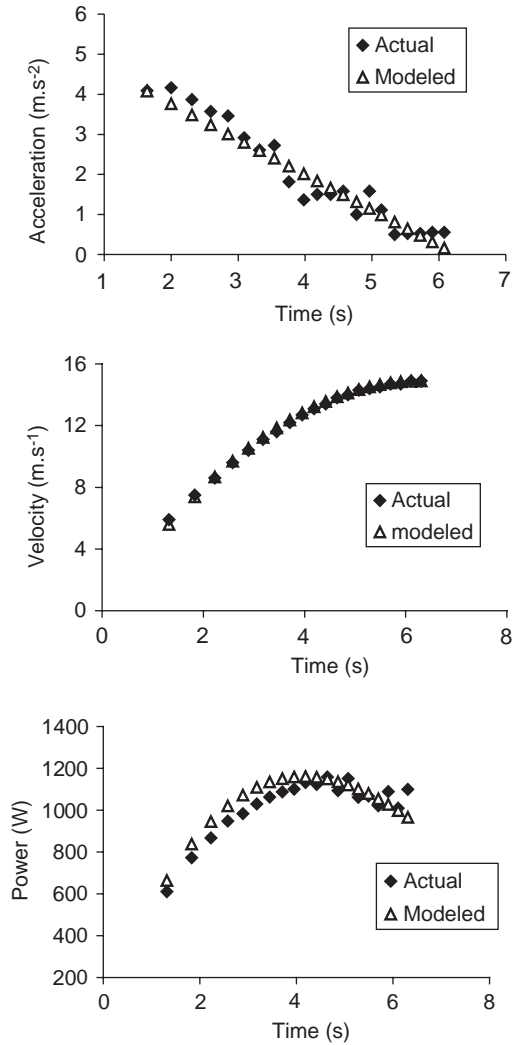 6
5
4
3
2
1
0
Acceleration (m.s-2)
Actual
Modeled
1 2 3 4 5 6 7
Time (s)
16
12
8
4
0
Velocity (m.s-1)
Actual
modeled
0 2 4 6 8
Time (s)
1400
1200
1000
800
600
400
200
Power (W)
Actual
Modeled
0 2 4 6 8
Time (s)